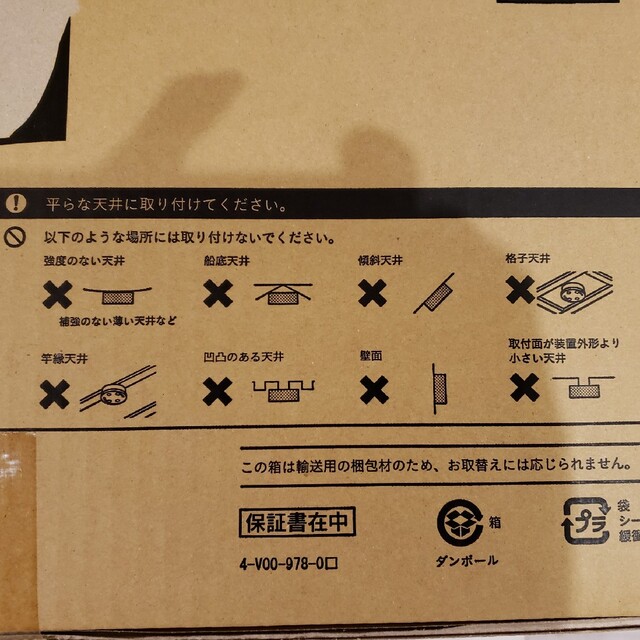 平らな天井に取り付けてください。
以下のような場所には取り付けないでください。
強度のない天井
補強のない薄い天井など
船底天井
傾斜天井
格子天井
竿縁天井
凹凸のある天井
壁面
取付面が装置外形より
小さい天井
この箱は輸送用の梱包材のため、お取替えには応じられません。
保証書在中
4-V00-978-0□
箱
ダンボール
プラ
袋
シー
緩衝